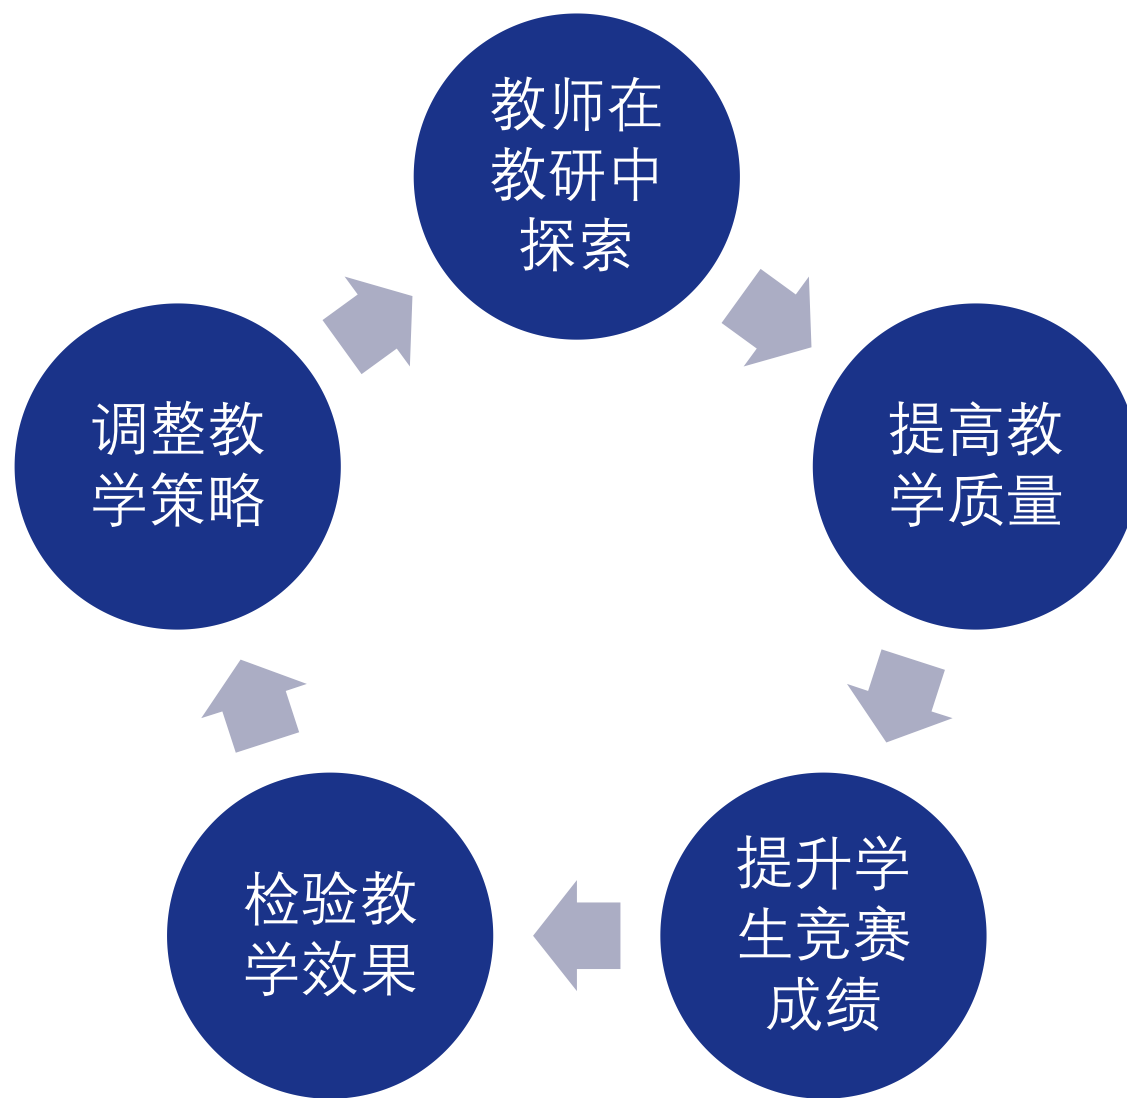 教师在
教研中
探索
提高教
学质量
提升学
生竞赛
成绩
检验教
学效果
调整教
学策略